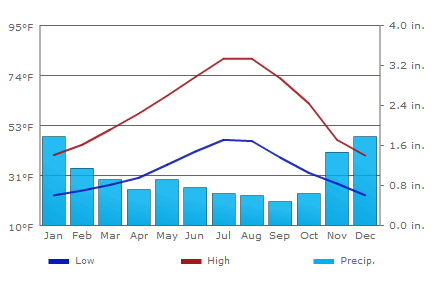 95°F
4.0 in.
74°F
3.2 in.
2.4 in.
53°F
1.6 in.
31°F
0.8 in.
10°F
0.0 in.
Jan Feb Mar Apr May Jun Jul Aug Sep Oct Nov Dec
Low High Precip.